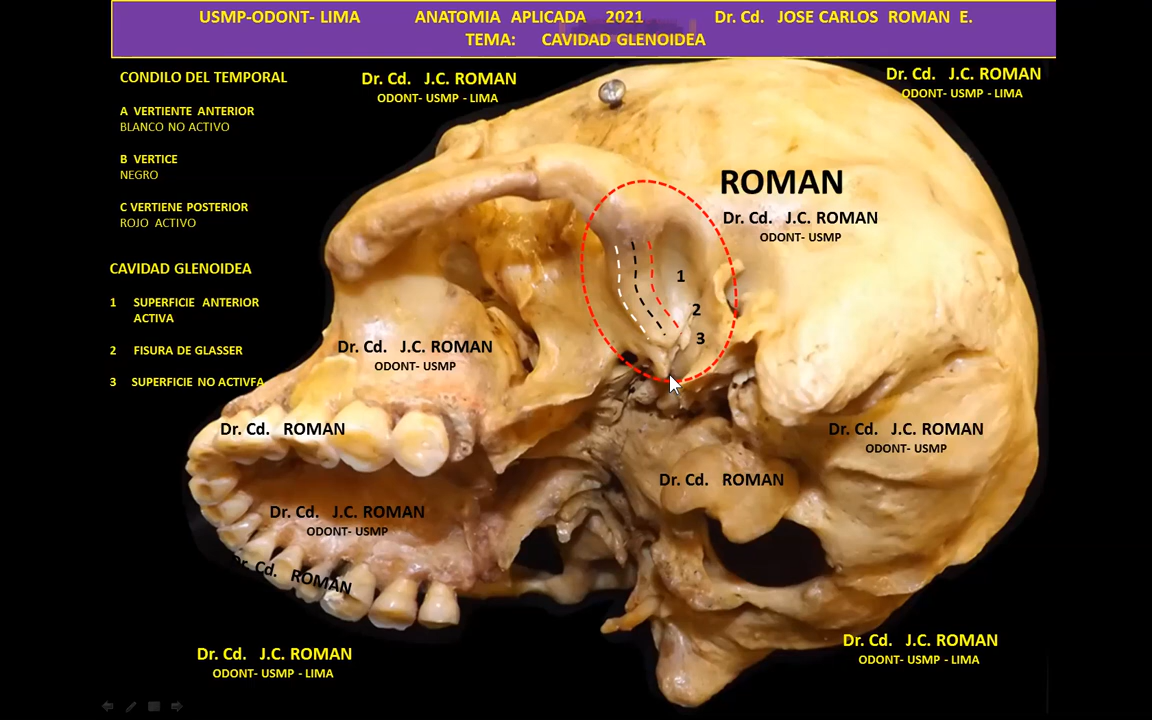 USMP-ODONT- LIMA ANATOMIA APLICADA 2021 Dr. Cd. JOSE CARLOS ROMAN E.
TEMA: CAVIDAD GLENOIDEA
CONDILO DEL TEMPORAL
A VERTIENTE ANTERIOR
BLANCO NO ACTIVO
B VERTICE
NEGRO
C VERTIENE POSTERIOR
ROJO ACTIVO
CAVIDAD GLENOIDEA
1 SUPERFICIE ANTERIOR
ACTIVA
2 FISURA DE GLASSER
3 SUPERFICIE NO ACTIVFA
Dr. Cd. J.C. ROMAN
ODONT- USMP - LIMA
Dr. Cd. J.C. ROMAN
ODONT- USMP - LIMA
ROMAN
Dr. Cd. J.C. ROMAN
ODONT- USMP
1
2
3
Dr. Cd. J.C. ROMAN
ODONT- USMP
Dr. Cd. ROMAN
Dr. Cd. J.C. ROMAN
ODONT- USMP
Dr. Cd. ROMAN
Dr. Cd. J.C. ROMAN
ODONT- USMP
Cd. ROMAN
Dr. Cd. J.C. ROMAN
ODONT- USMP - LIMA
Dr. Cd. J.C. ROMAN
ODONT- USMP - LIMA